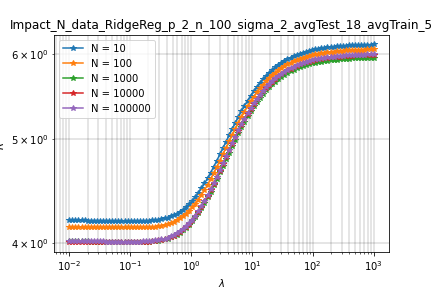 Impact_N_data_RidgeReg_p_2_n_100_sigma_2_avgTest_18_avgTrain_5
N = 10
N = 100
N = 1000
N = 10000
N = 100000
6 × 10⁰
5 × 10⁰
4 × 10⁰
10⁻² 10⁻¹ 10⁰ 10¹ 10² 10³
λ